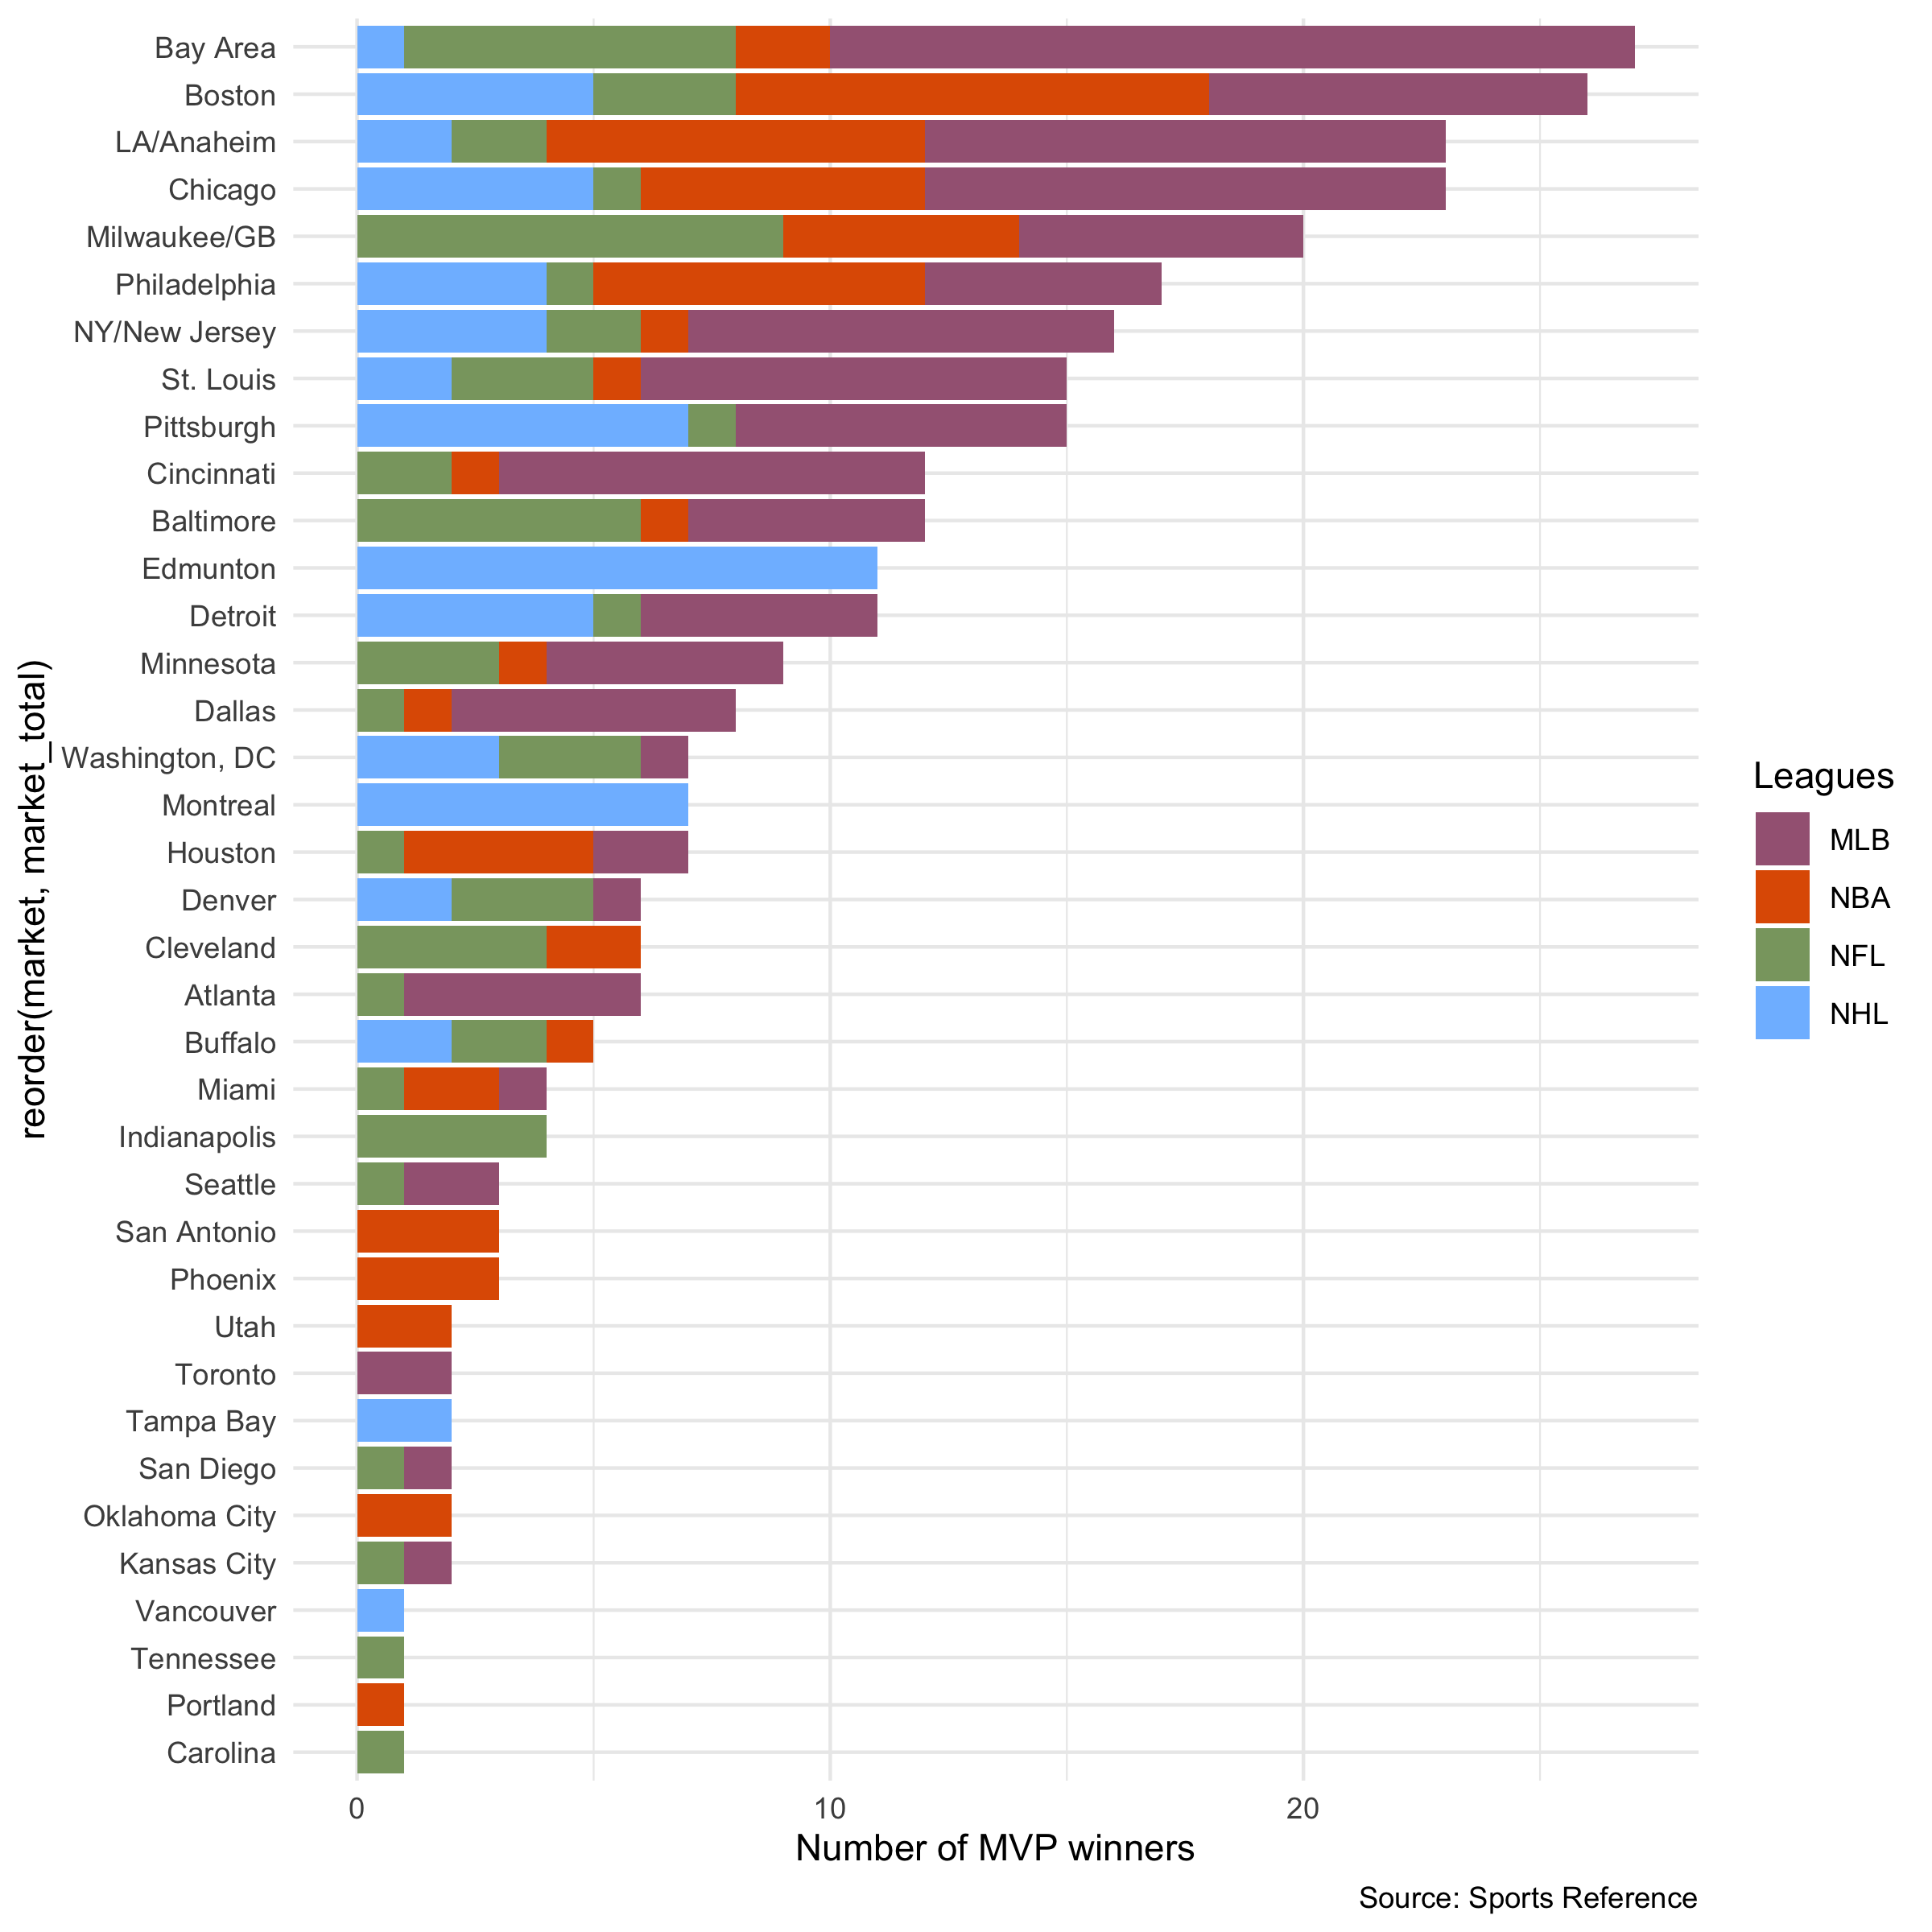 Bay Area
Boston
LA/Anaheim
Chicago
Milwaukee/GB
Philadelphia
NY/New Jersey
St. Louis
Pittsburgh
Cincinnati
Baltimore
Edmunton
Detroit
Minnesota
Dallas
Washington, DC
Montreal
Houston
Denver
Cleveland
Atlanta
Buffalo
Miami
Indianapolis
Seattle
San Antonio
Phoenix
Utah
Toronto
Tampa Bay
San Diego
Oklahoma City
Kansas City
Vancouver
Tennessee
Portland
Carolina
reorder(market, market_total)
0
10
20
Number of MVP winners
Leagues
MLB
NBA
NFL
NHL
Source: Sports Reference